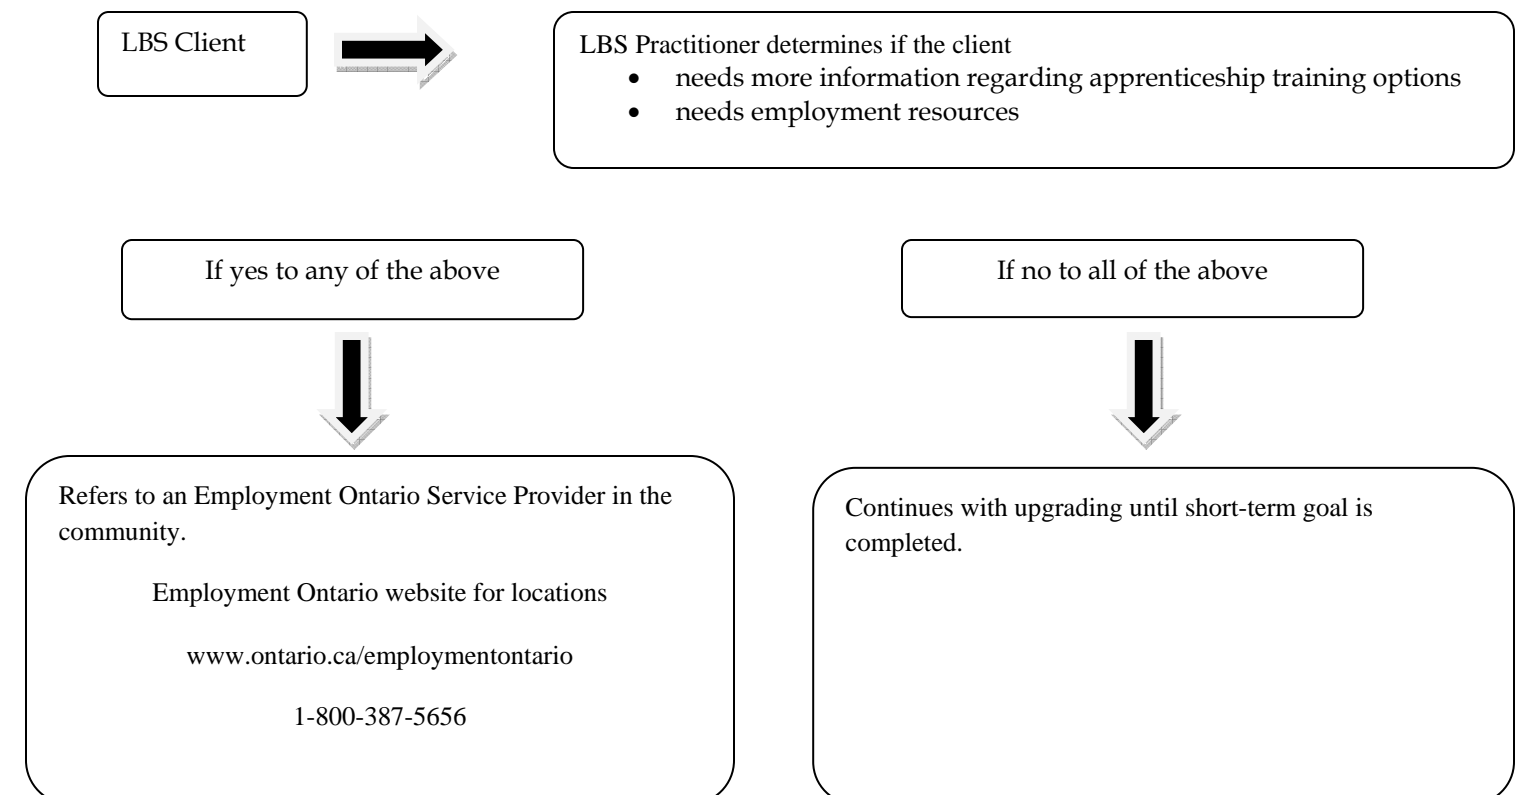 LBS Client
LBS Practitioner determines if the client
• needs more information regarding apprenticeship training options
• needs employment resources
If yes to any of the above
If no to all of the above
Refers to an Employment Ontario Service Provider in the
community.
Employment Ontario website for locations
www.ontario.ca/employmentontario
1-800-387-5656
Continues with upgrading until short-term goal is
completed.